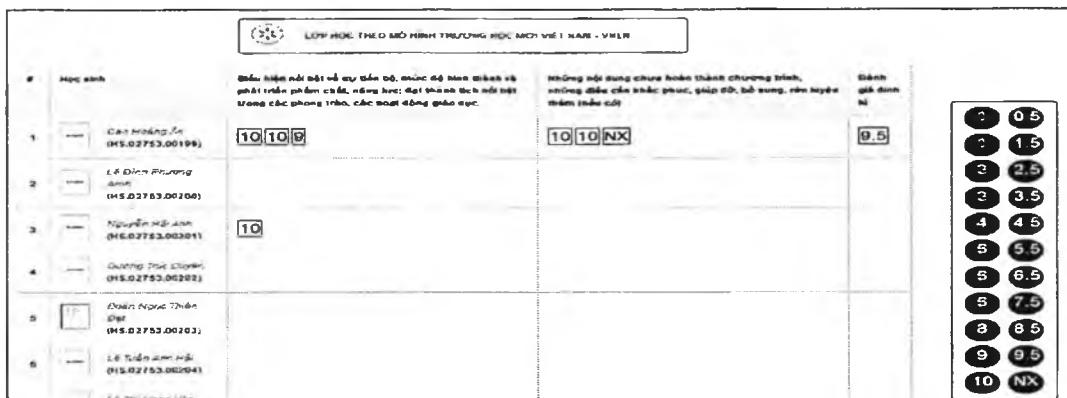 LỚP HỌC THEO MÔ HÌNH TRƯỜNG HỌC MỚI VIỆT NAM - VNEN
# Học sinh
Biểu hiện nổi bật về sự tiến bộ, mức độ hình thành và
phát triển phẩm chất, năng lực; đạt thành tích nổi bật
trong các phong trào, các hoạt động giáo dục.
Những nội dung chưa hoàn thành chương trình,
những điều cần khắc phục, giúp đỡ, bổ sung, rèn luyện
thêm (nếu có)
Đánh
giá định
kì
1 Cao Hoàng Ân
(HS.02753.00199)
10 10 9
10 10 NX
9.5
2 Lê Đình Phương
Anh
(HS.02753.00200)
3 Nguyễn Hải Anh
(HS.02753.00201)
10
4 Dương Trúc
(HS.02753.00202)
5 Đoàn Ngọc Thiên
Đạt
(HS.02753.00203)
6 Lê Tuấn Anh Hải
(HS.02753.00204)
0.5
1.5
3 2.5
3 3.5
4 4.5
5 5.5
5 6.5
5 7.5
8 8.5
9 9.5
10 NX